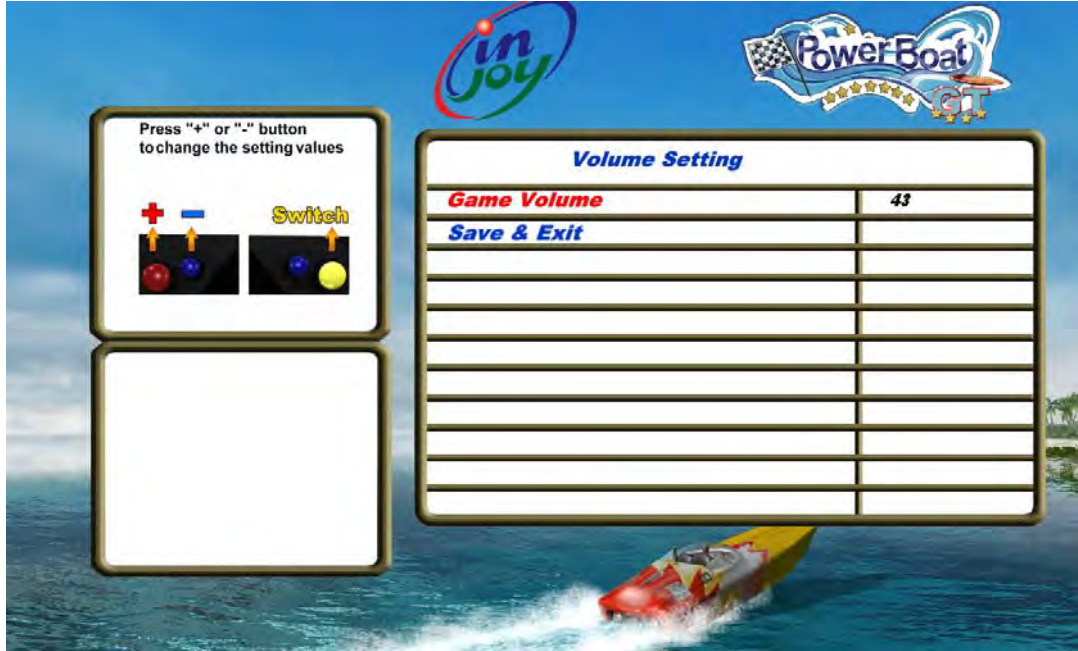 in
joy
PowerBoat
GT
Press "+" or "-" button
to change the setting values
+ - Switch
Volume Setting
Game Volume 43
Save & Exit